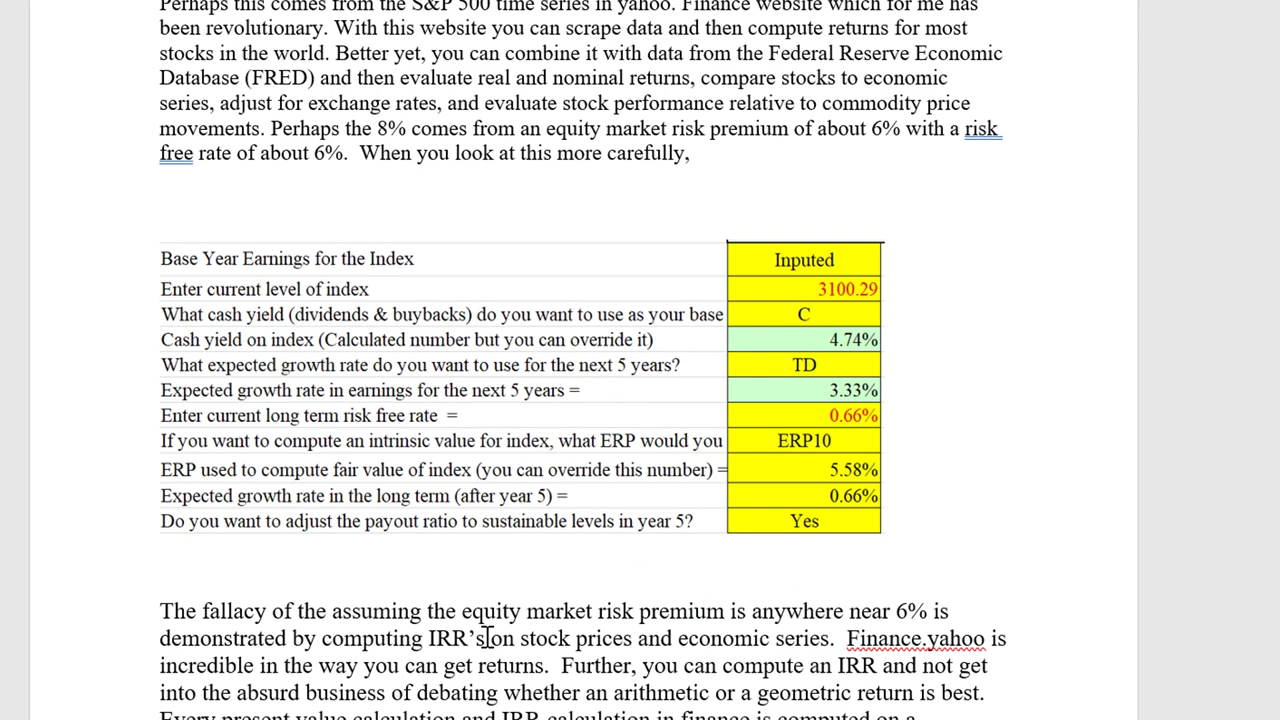 Perhaps this comes from the S&P 500 time series in yahoo. Finance website which for me has
been revolutionary. With this website you can scrape data and then compute returns for most
stocks in the world. Better yet, you can combine it with data from the Federal Reserve Economic
Database (FRED) and then evaluate real and nominal returns, compare stocks to economic
series, adjust for exchange rates, and evaluate stock performance relative to commodity price
movements. Perhaps the 8% comes from an equity market risk premium of about 6% with a risk
free rate of about 6%.  When you look at this more carefully,
Base Year Earnings for the Index Inputed
Enter current level of index 3100.29
What cash yield (dividends & buybacks) do you want to use as your base C
Cash yield on index (Calculated number but you can override it) 4.74%
What expected growth rate do you want to use for the next 5 years? TD
Expected growth rate in earnings for the next 5 years = 3.33%
Enter current long term risk free rate  = 0.66%
If you want to compute an intrinsic value for index, what ERP would you ERP10
ERP used to compute fair value of index (you can override this number) = 5.58%
Expected growth rate in the long term (after year 5) = 0.66%
Do you want to adjust the payout ratio to sustainable levels in year 5? Yes
The fallacy of the assuming the equity market risk premium is anywhere near 6% is
demonstrated by computing IRR’s on stock prices and economic series.  Finance.yahoo is
incredible in the way you can get returns.  Further, you can compute an IRR and not get
into the absurd business of debating whether an arithmetic or a geometric return is best.
Every present value calculation and IRR calculation in finance is computed on a